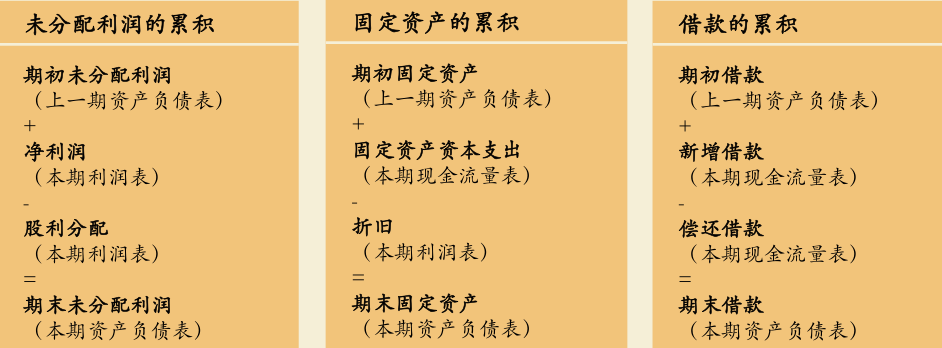 未分配利润的累积
期初未分配利润
（上一期资产负债表）
+
净利润
（本期利润表）
-
股利分配
（本期利润表）
=
期末未分配利润
（本期资产负债表）
固定资产的累积
期初固定资产
（上一期资产负债表）
+
固定资产资本支出
（本期现金流量表）
-
折旧
（本期利润表）
=
期末固定资产
（本期资产负债表）
借款的累积
期初借款
（上一期资产负债表）
+
新增借款
（本期现金流量表）
-
偿还借款
（本期现金流量表）
=
期末借款
（本期资产负债表）